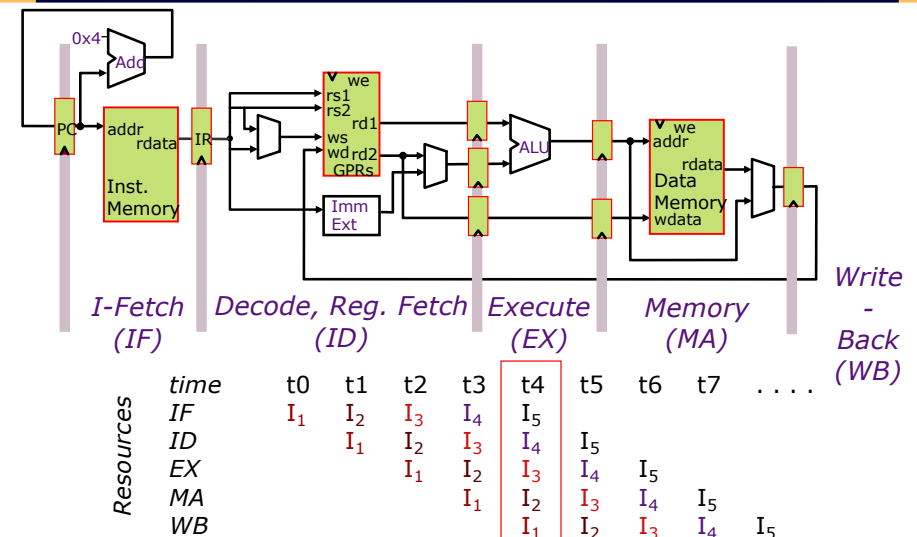 0x4
Add
PC
addr
rdata
Inst.
Memory
IR
we
rs1
rs2
rd1
ws
wd rd2
GPRs
Imm
Ext
ALU
we
addr
rdata
Data
Memory
wdata
I-Fetch
(IF)
Decode, Reg. Fetch
(ID)
Execute
(EX)
Memory
(MA)
Write
-
Back
(WB)
Resources
time t0 t1 t2 t3 t4 t5 t6 t7 . . . .
IF I1 I2 I3 I4 I5
ID I1 I2 I3 I4 I5
EX I1 I2 I3 I4 I5
MA I1 I2 I3 I4 I5
WB I1 I2 I3 I4 I5